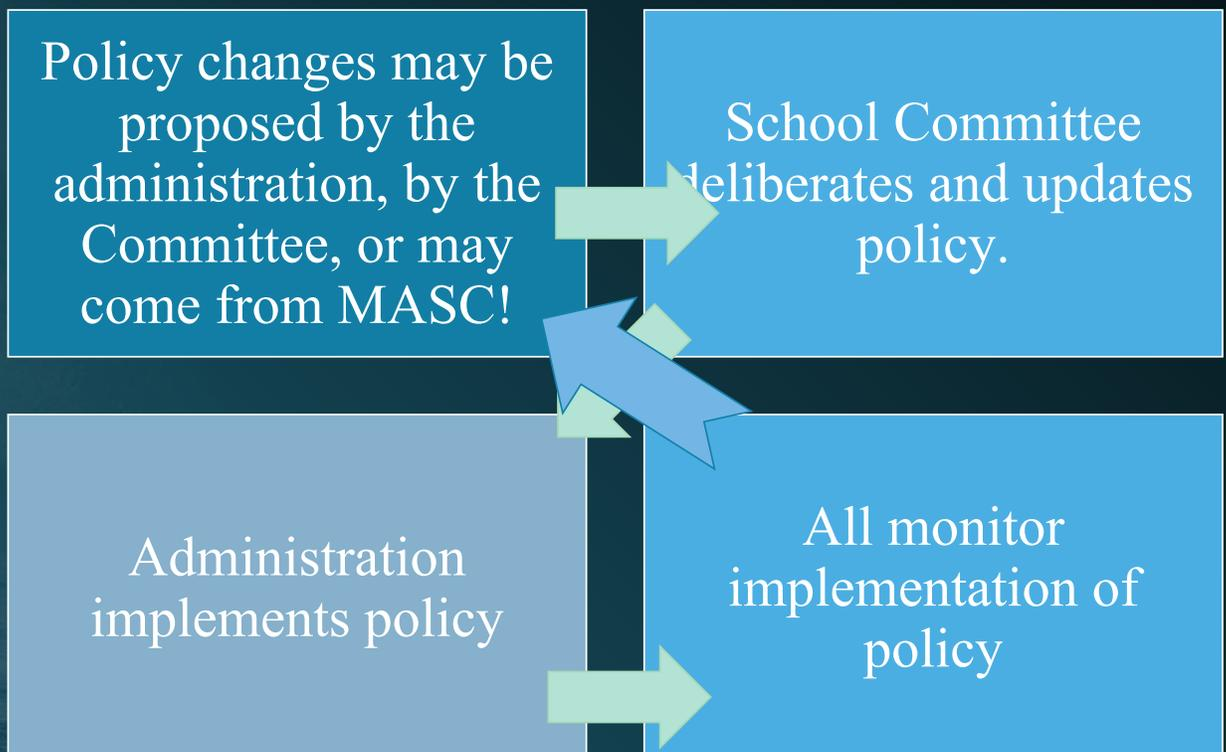 Policy changes may be
proposed by the
administration, by the
Committee, or may
come from MASC!
School Committee
deliberates and updates
policy.
Administration
implements policy
All monitor
implementation of
policy